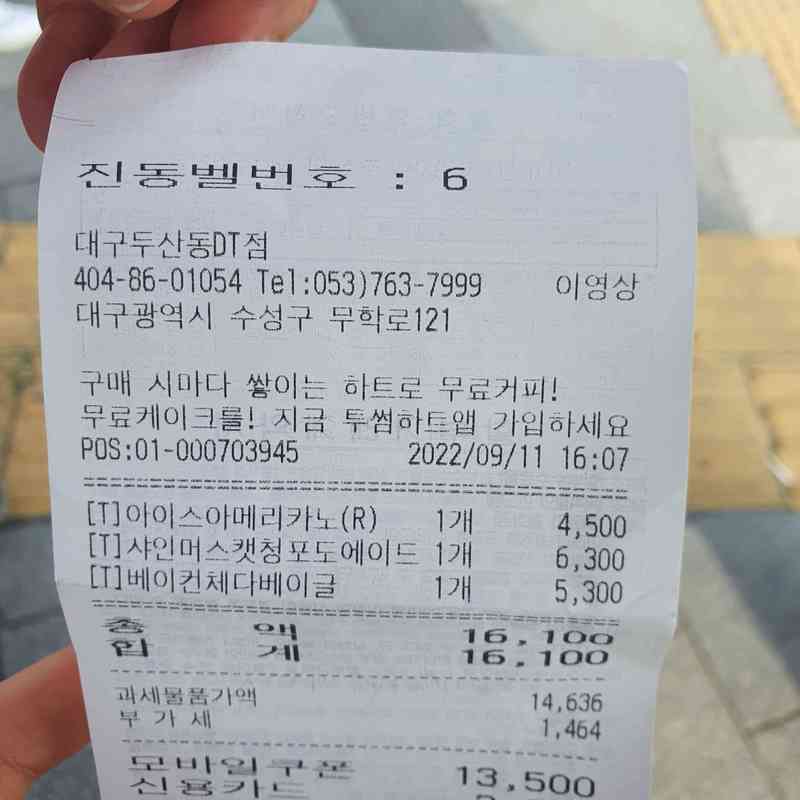 진동벨번호 : 6
대구두산동DT점
404-86-01054 Tel:053)763-7999 이영상
대구광역시 수성구 무학로121
구매 시마다 쌓이는 하트로 무료커피!
무료케이크룰! 지금 투썸하트앱 가입하세요
POS:01-000703945 2022/09/11 16:07
[T]아이스아메리카노(R) 1개 4,500
[T]샤인머스캣청포도에이드 1개 6,300
[T]베이컨체다베이글 1개 5,300
총 액 16,100
합 계 16,100
과세물품가액 14,636
부 가 세 1,464
모바일쿠폰 13,500
신용카드